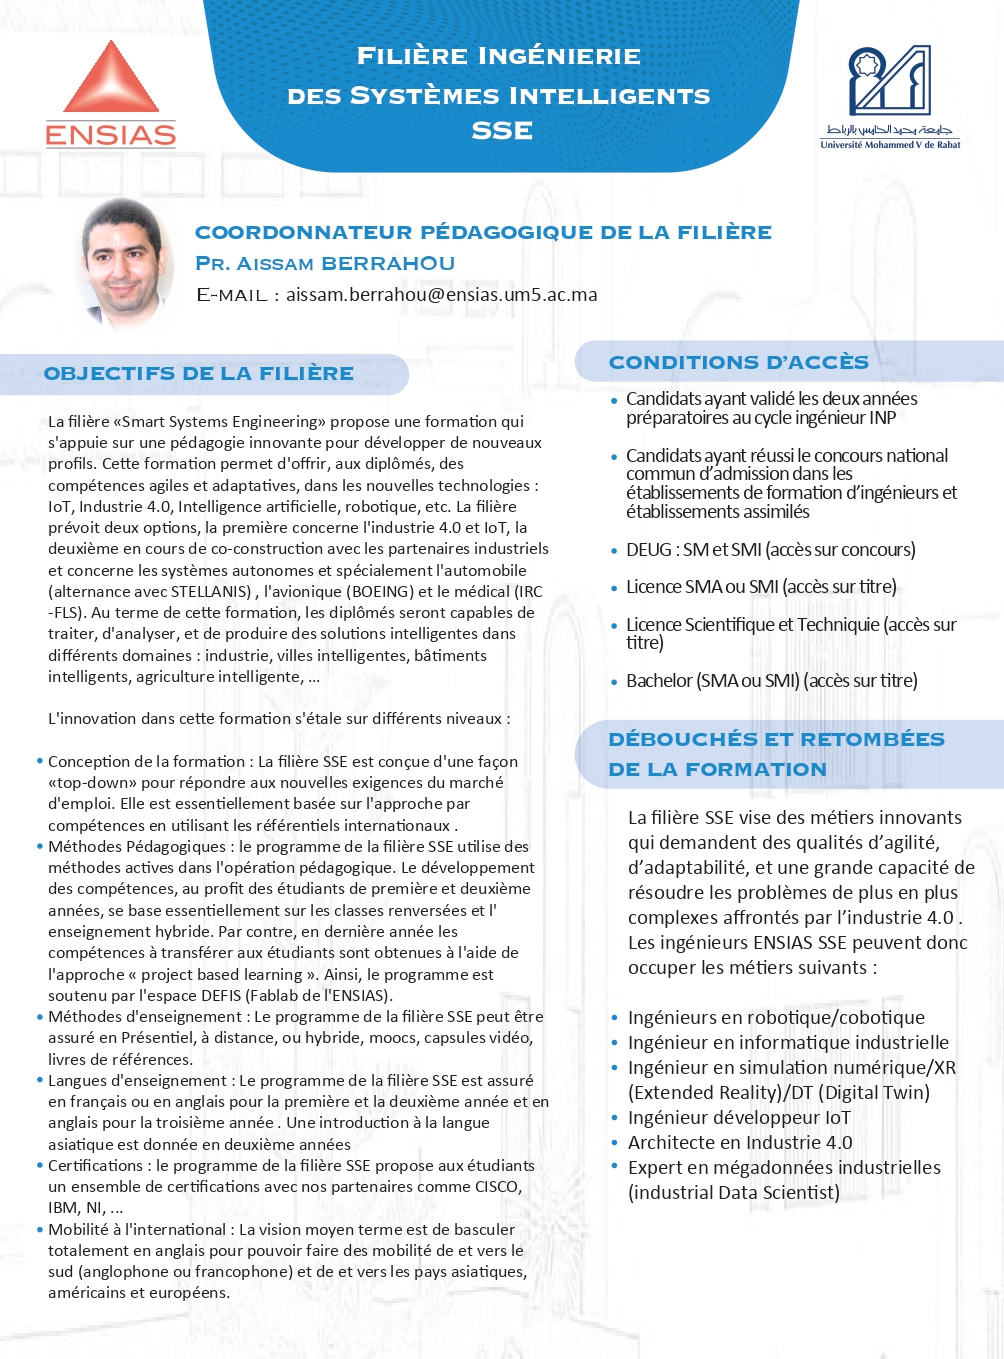 Filière Ingénierie
des Systèmes Intelligents
SSE
ENSIAS
جامعة محمد الخامس بالرباط
Université Mohammed V de Rabat
COORDONNATEUR PÉDAGOGIQUE DE LA FILIÈRE
Pr. Aissam BERRAHOU
E-mail : aissam.berrahou@ensias.um5.ac.ma
OBJECTIFS DE LA FILIÈRE
La filière «Smart Systems Engineering» propose une formation qui
s'appuie sur une pédagogie innovante pour développer de nouveaux
profils. Cette formation permet d'offrir, aux diplômés, des
compétences agiles et adaptatives, dans les nouvelles technologies :
IoT, Industrie 4.0, Intelligence artificielle, robotique, etc. La filière
prévoit deux options, la première concerne l'industrie 4.0 et IoT, la
deuxième en cours de co-construction avec les partenaires industriels
et concerne les systèmes autonomes et spécialement l'automobile
(alternance avec STELLANIS) , l'avionique (BOEING) et le médical (IRC
-FLS). Au terme de cette formation, les diplômés seront capables de
traiter, d'analyser, et de produire des solutions intelligentes dans
différents domaines : industrie, villes intelligentes, bâtiments
intelligents, agriculture intelligente, ...
L'innovation dans cette formation s'étale sur différents niveaux :
• Conception de la formation : La filière SSE est conçue d'une façon
«top-down» pour répondre aux nouvelles exigences du marché
d'emploi. Elle est essentiellement basée sur l'approche par
compétences en utilisant les référentiels internationaux .
• Méthodes Pédagogiques : le programme de la filière SSE utilise des
méthodes actives dans l'opération pédagogique. Le développement
des compétences, au profit des étudiants de première et deuxième
années, se base essentiellement sur les classes renversées et l'
enseignement hybride. Par contre, en dernière année les
compétences à transférer aux étudiants sont obtenues à l'aide de
l'approche « project based learning ». Ainsi, le programme est
soutenu par l'espace DEFIS (Fablab de l'ENSIAS).
• Méthodes d'enseignement : Le programme de la filière SSE peut être
assuré en Présentiel, à distance, ou hybride, moocs, capsules vidéo,
livres de références.
• Langues d'enseignement : Le programme de la filière SSE est assuré
en français ou en anglais pour la première et la deuxième année et en
anglais pour la troisième année . Une introduction à la langue
asiatique est donnée en deuxième années
• Certifications : le programme de la filière SSE propose aux étudiants
un ensemble de certifications avec nos partenaires comme CISCO,
IBM, NI, ...
• Mobilité à l'international : La vision moyen terme est de basculer
totalement en anglais pour pouvoir faire des mobilité de et vers le
sud (anglophone ou francophone) et de et vers les pays asiatiques,
américains et européens.
CONDITIONS D'ACCÈS
• Candidats ayant validé les deux années
préparatoires au cycle ingénieur INP
• Candidats ayant réussi le concours national
commun d’admission dans les
établissements de formation d’ingénieurs et
établissements assimilés
• DEUG : SM et SMI (accès sur concours)
• Licence SMA ou SMI (accès sur titre)
• Licence Scientifique et Techniquie (accès sur
titre)
• Bachelor (SMA ou SMI) (accès sur titre)
DÉBOUCHÉS ET RETOMBÉES
DE LA FORMATION
La filière SSE vise des métiers innovants
qui demandent des qualités d’agilité,
d’adaptabilité, et une grande capacité de
résoudre les problèmes de plus en plus
complexes affrontés par l’industrie 4.0 .
Les ingénieurs ENSIAS SSE peuvent donc
occuper les métiers suivants :
• Ingénieurs en robotique/cobotique
• Ingénieur en informatique industrielle
• Ingénieur en simulation numérique/XR
(Extended Reality)/DT (Digital Twin)
• Ingénieur développeur IoT
• Architecte en Industrie 4.0
• Expert en mégadonnées industrielles
(industrial Data Scientist)